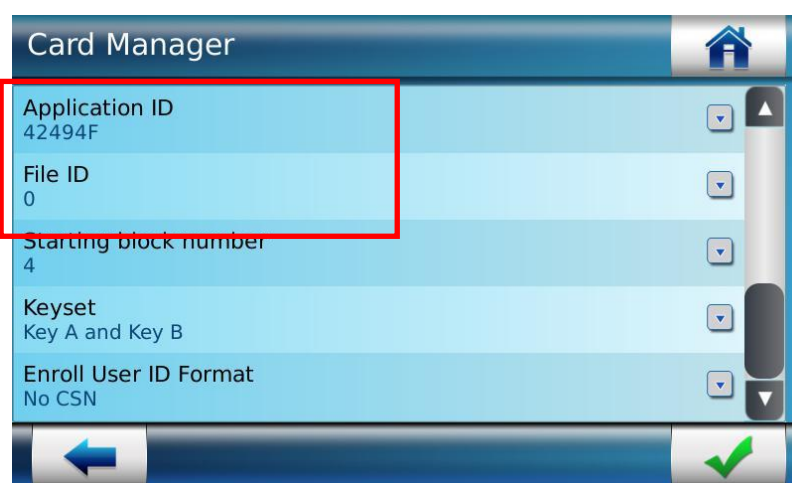 Card Manager
Application ID
42494F
File ID
0
Starting block number
4
Keyset
Key A and Key B
Enroll User ID Format
No CSN